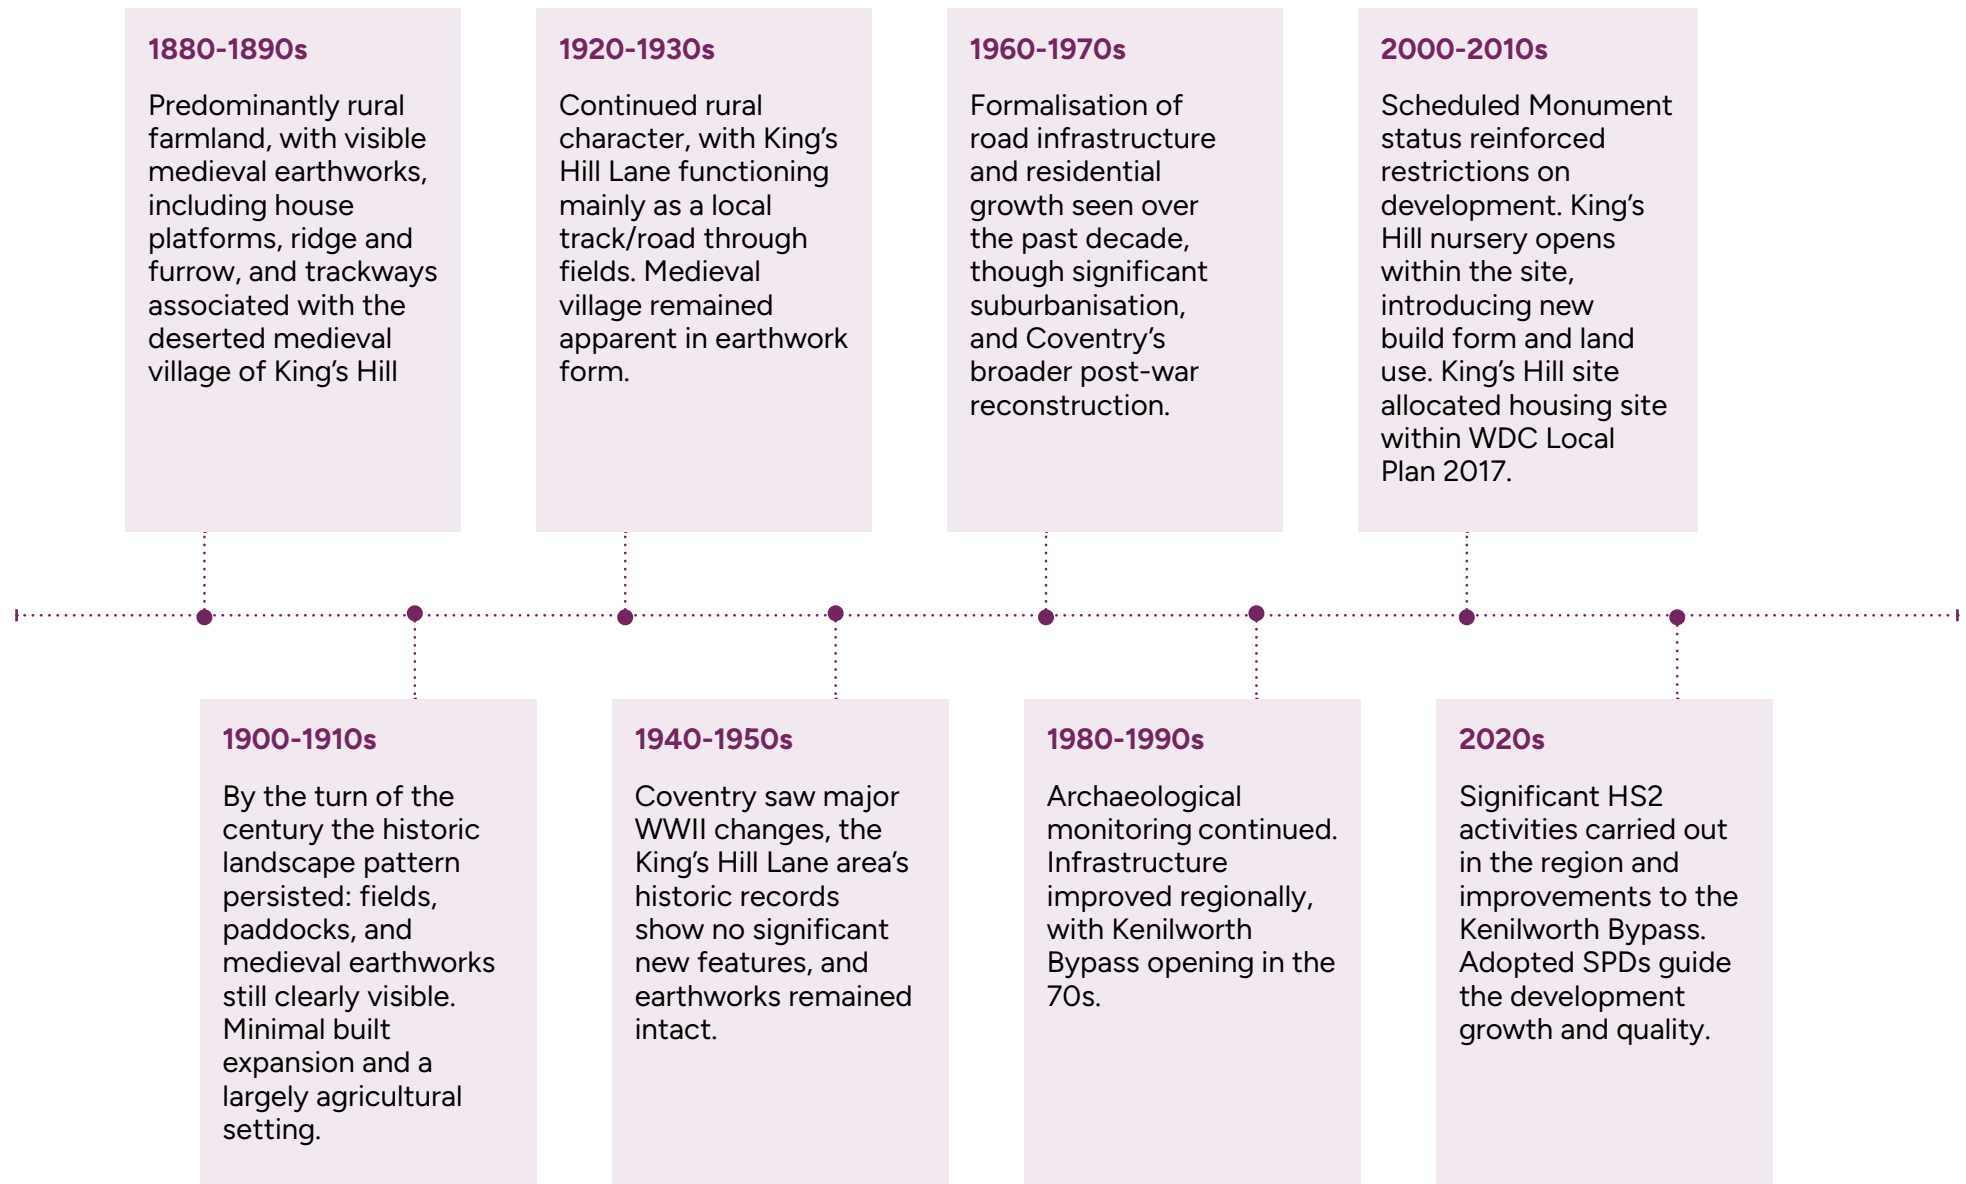 1880-1890s
Predominantly rural
farmland, with visible
medieval earthworks,
including house
platforms, ridge and
furrow, and trackways
associated with the
deserted medieval
village of King’s Hill
1900-1910s
By the turn of the
century the historic
landscape pattern
persisted: fields,
paddocks, and
medieval earthworks
still clearly visible.
Minimal built
expansion and a
largely agricultural
setting.
1920-1930s
Continued rural
character, with King’s
Hill Lane functioning
mainly as a local
track/road through
fields. Medieval
village remained
apparent in earthwork
form.
1940-1950s
Coventry saw major
WWII changes, the
King’s Hill Lane area’s
historic records
show no significant
new features, and
earthworks remained
intact.
1960-1970s
Formalisation of
road infrastructure
and residential
growth seen over
the past decade,
though significant
suburbanisation,
and Coventry’s
broader post-war
reconstruction.
1980-1990s
Archaeological
monitoring continued.
Infrastructure
improved regionally,
with Kenilworth
Bypass opening in the
70s.
2000-2010s
Scheduled Monument
status reinforced
restrictions on
development. King’s
Hill nursery opens
within the site,
introducing new
build form and land
use. King’s Hill site
allocated housing site
within WDC Local
Plan 2017.
2020s
Significant HS2
activities carried out
in the region and
improvements to the
Kenilworth Bypass.
Adopted SPDs guide
the development
growth and quality.